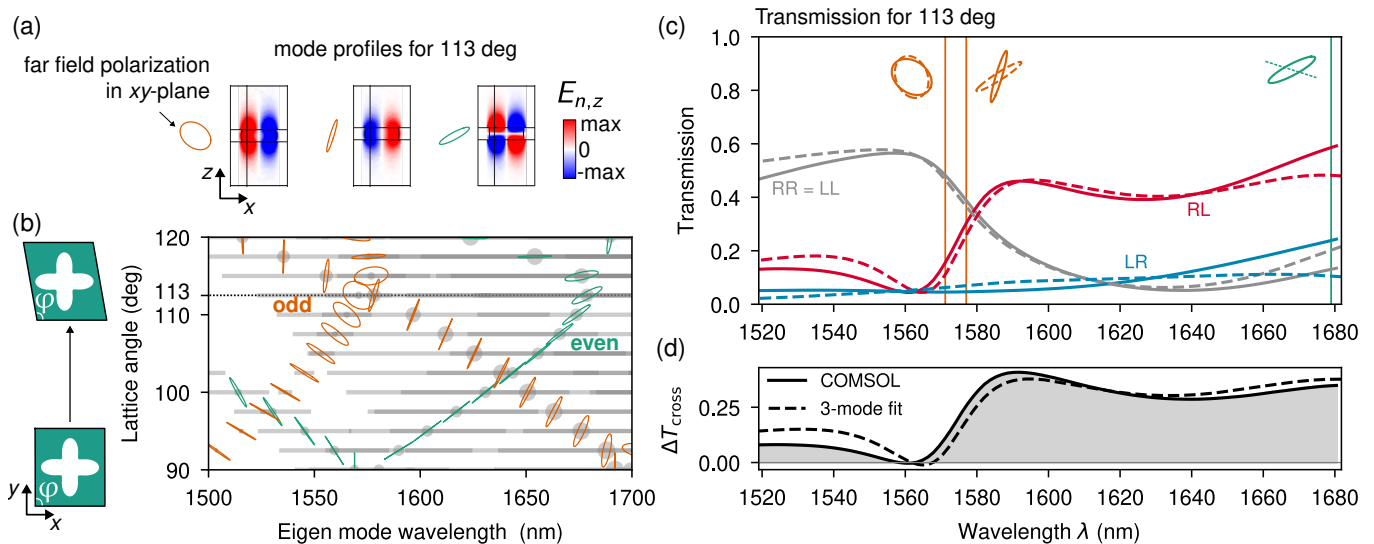 (a)
mode profiles for 113 deg
far field polarization
in xy-plane
E_{n,z}
max
0
-max
z
x
(b)
φ
φ
y
x
Lattice angle (deg)
120
113
110
100
90
odd
even
1500 1550 1600 1650 1700
Eigen mode wavelength (nm)
(c)
Transmission for 113 deg
Transmission
1.0
0.8
0.6
0.4
0.2
0.0
RR = LL
RL
LR
1520 1540 1560 1580 1600 1620 1640 1660 1680
(d)
ΔT_{cross}
0.25
0.00
COMSOL
3-mode fit
1520 1540 1560 1580 1600 1620 1640 1660 1680
Wavelength λ (nm)